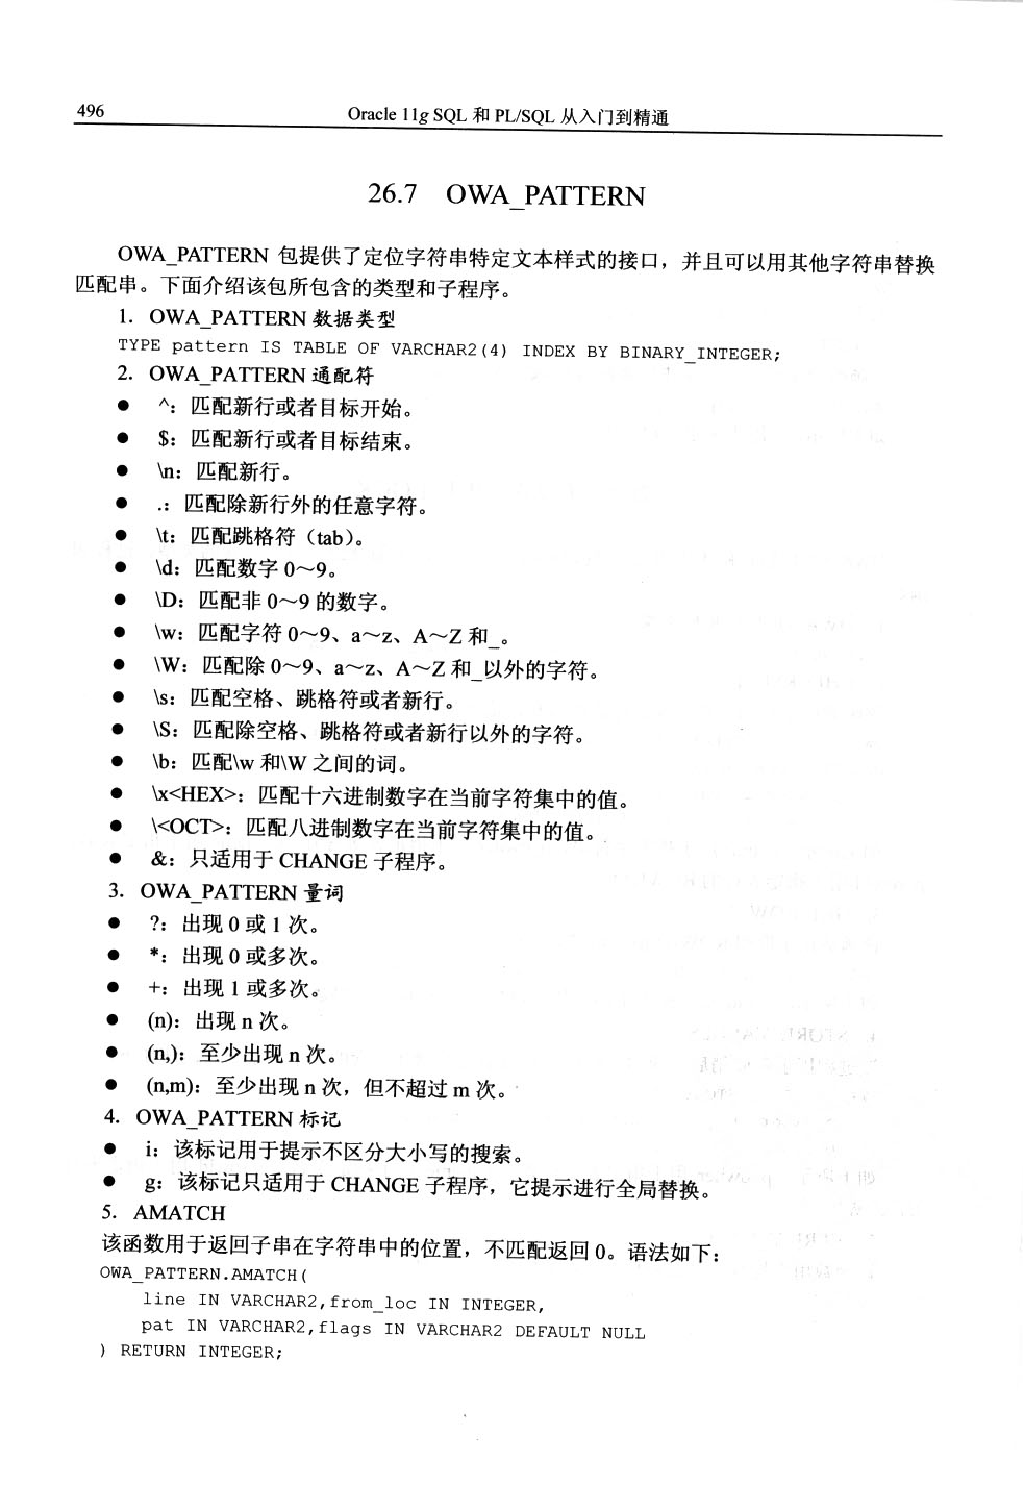 496
Oracle 11g SQL 和 PL/SQL 从入门到精通
26.7 OWA_PATTERN
OWA_PATTERN 包提供了定位字符串特定文本样式的接口，并且可以用其他字符串替换
匹配串。下面介绍该包所包含的类型和子程序。
1．OWA_PATTERN 数据类型
TYPE pattern IS TABLE OF VARCHAR2(4) INDEX BY BINARY_INTEGER;
2．OWA_PATTERN 通配符
● ^：匹配新行或者目标开始。
● $：匹配新行或者目标结束。
● \n：匹配新行。
● .：匹配除新行外的任意字符。
● \t：匹配跳格符（tab）。
● \d：匹配数字 0～9。
● \D：匹配非 0～9 的数字。
● \w：匹配字符 0～9、a～z、A～Z 和_。
● \W：匹配除 0～9、a～z、A～Z 和_以外的字符。
● \s：匹配空格、跳格符或者新行。
● \S：匹配除空格、跳格符或者新行以外的字符。
● \b：匹配\w 和\W 之间的词。
● \x<HEX>：匹配十六进制数字在当前字符集中的值。
● \<OCT>：匹配八进制数字在当前字符集中的值。
● &：只适用于 CHANGE 子程序。
3．OWA_PATTERN 量词
● ?：出现 0 或 1 次。
● *：出现 0 或多次。
● +：出现 1 或多次。
● (n)：出现 n 次。
● (n,)：至少出现 n 次。
● (n,m)：至少出现 n 次，但不超过 m 次。
4．OWA_PATTERN 标记
● i：该标记用于提示不区分大小写的搜索。
● g：该标记只适用于 CHANGE 子程序，它提示进行全局替换。
5．AMATCH
该函数用于返回子串在字符串中的位置，不匹配返回 0。语法如下：
OWA_PATTERN.AMATCH(
line IN VARCHAR2,from_loc IN INTEGER,
pat IN VARCHAR2,flags IN VARCHAR2 DEFAULT NULL
) RETURN INTEGER;